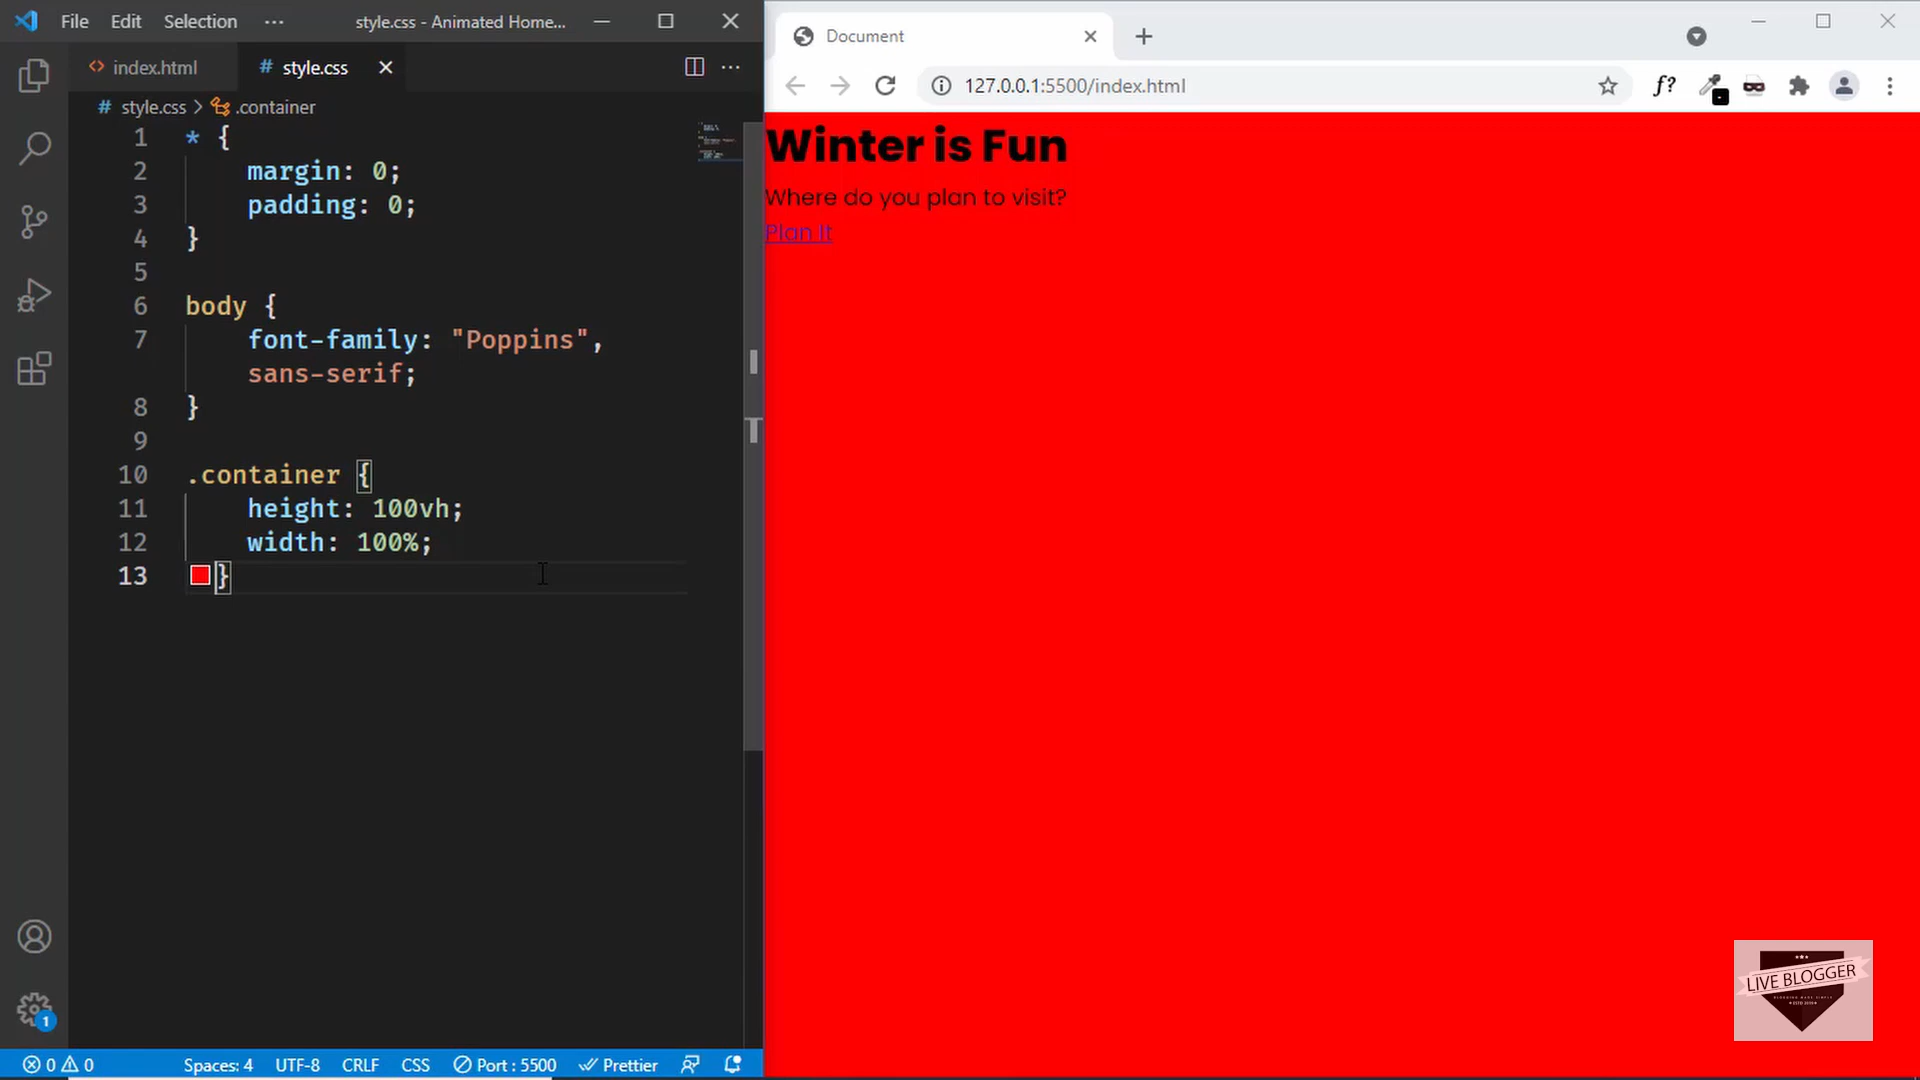 File Edit Selection ··· style.css - Animated Home...
index.html # style.css
# style.css > .container
1 * {
2 margin: 0;
3 padding: 0;
4 }
5
6 body {
7 font-family: "Poppins",
sans-serif;
8 }
9
10 .container {
11 height: 100vh;
12 width: 100%;
13 }
0 0 Spaces: 4 UTF-8 CRLF CSS Port : 5500 Prettier
1
Document
127.0.0.1:5500/index.html
f?
Winter is Fun
Where do you plan to visit?
Plan It
LIVE BLOGGER